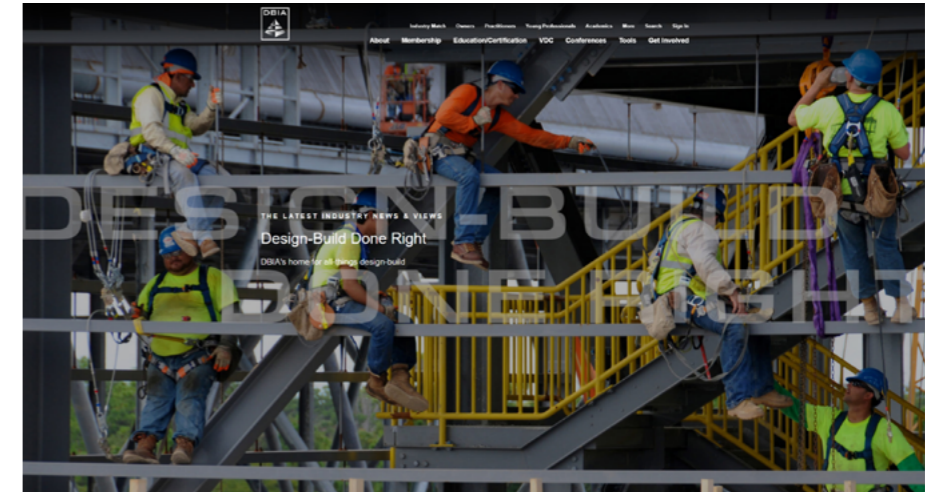 DBIA
Industry Match Owners Practitioners Young Professionals Academics More Search Sign In
About Membership Education/Certification VDC Conferences Tools Get Involved
DESIGN-BUILD
THE LATEST INDUSTRY NEWS & VIEWS
Design-Build Done Right
DBIA's home for all things design-build
DONE RIGHT